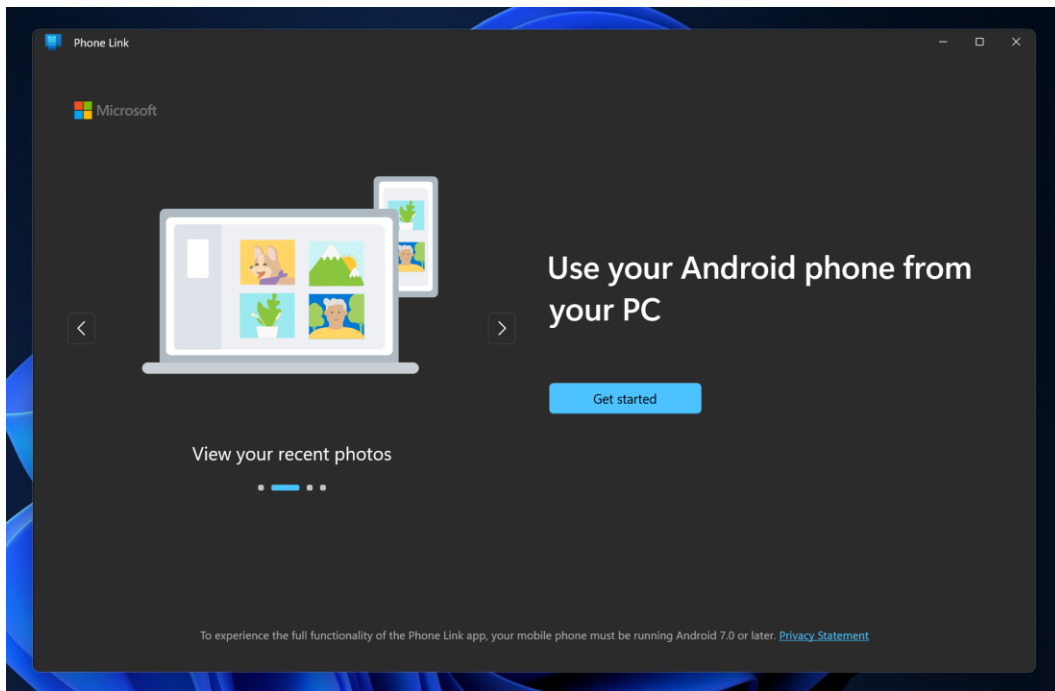 Phone Link
Microsoft
Use your Android phone from
your PC
Get started
View your recent photos
To experience the full functionality of the Phone Link app, your mobile phone must be running Android 7.0 or later. Privacy Statement